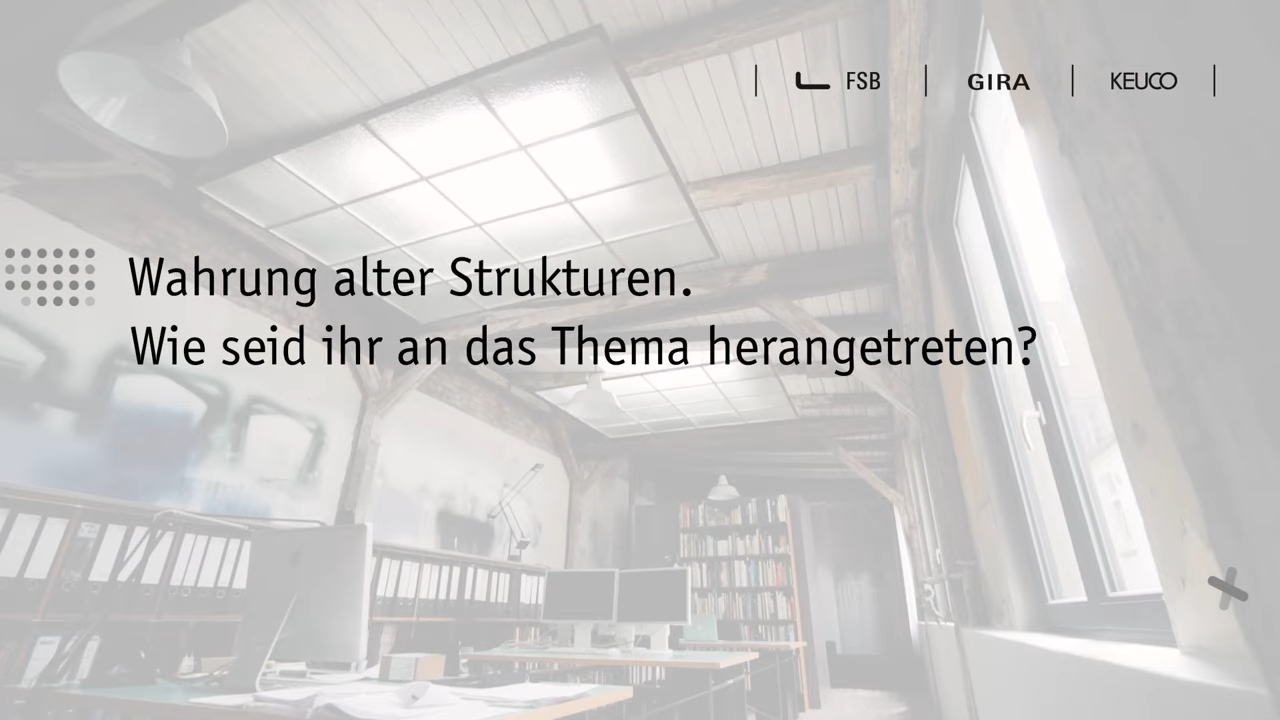 FSB
GIRA
KEUCO
Wahrung alter Strukturen.
Wie seid ihr an das Thema herangetreten?